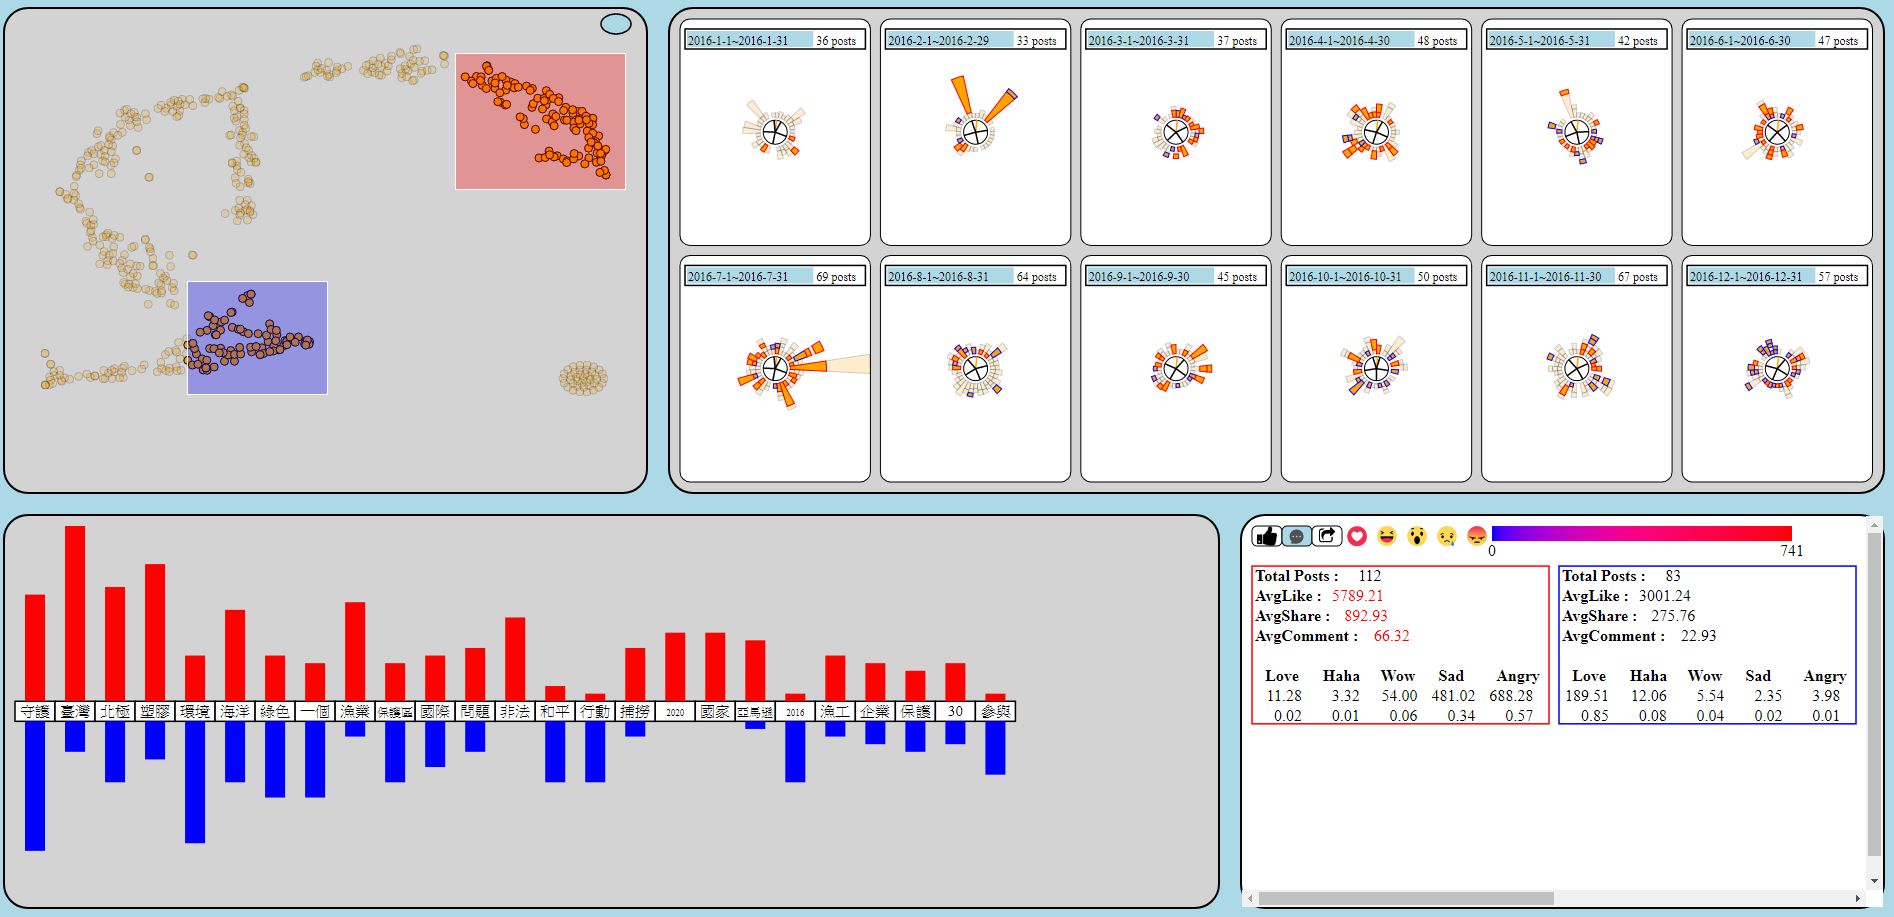 2016-1-1~2016-1-31 36 posts
2016-2-1~2016-2-29 33 posts
2016-3-1~2016-3-31 37 posts
2016-4-1~2016-4-30 48 posts
2016-5-1~2016-5-31 42 posts
2016-6-1~2016-6-30 47 posts
2016-7-1~2016-7-31 69 posts
2016-8-1~2016-8-31 64 posts
2016-9-1~2016-9-30 45 posts
2016-10-1~2016-10-31 50 posts
2016-11-1~2016-11-30 67 posts
2016-12-1~2016-12-31 57 posts
守護 臺灣 北極 塑膠 環境 海洋 綠色 一個 漁業 保護區 國際 問題 非法 和平 行動 捕撈 2020 國家 亞馬遜 2016 漁工 企業 保護 30 參與
0 741
Total Posts : 112
AvgLike : 5789.21
AvgShare : 892.93
AvgComment : 66.32
Love Haha Wow Sad Angry
11.28 3.32 54.00 481.02 688.28
0.02 0.01 0.06 0.34 0.57
Total Posts : 83
AvgLike : 3001.24
AvgShare : 275.76
AvgComment : 22.93
Love Haha Wow Sad Angry
189.51 12.06 5.54 2.35 3.98
0.85 0.08 0.04 0.02 0.01